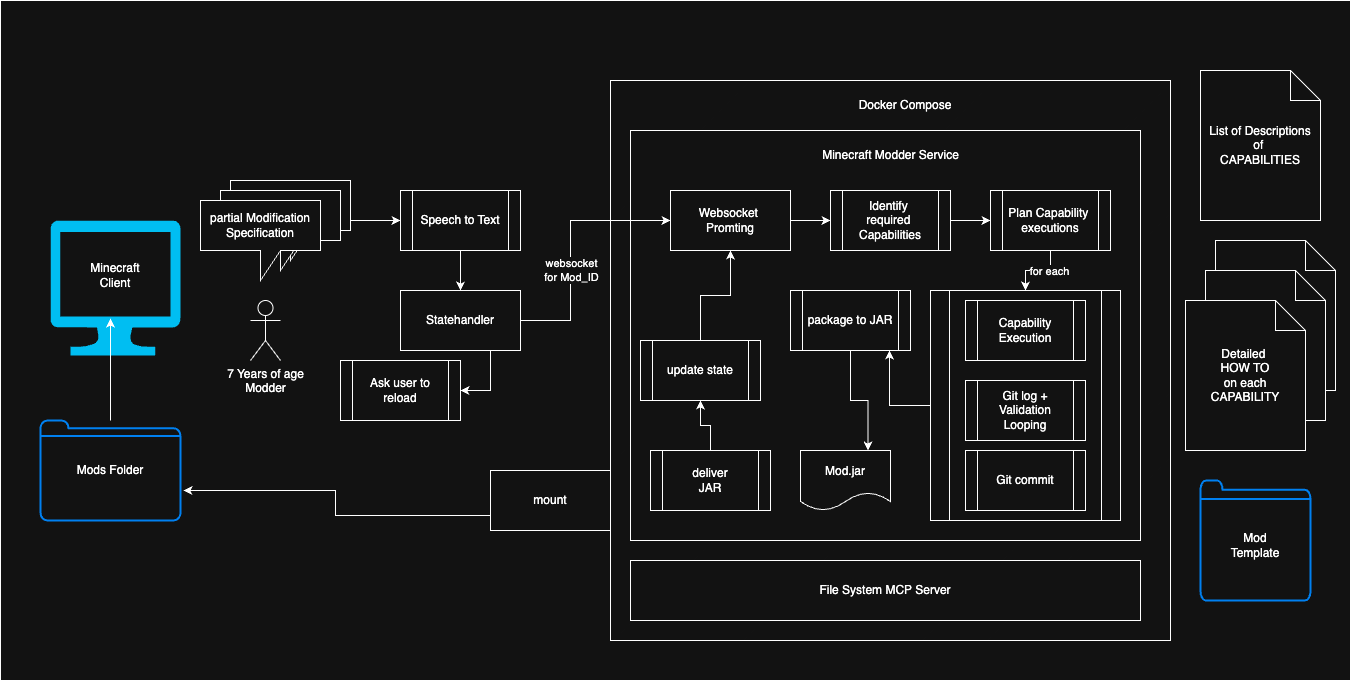 Docker Compose
Minecraft Modder Service
List of Descriptions
of
CAPABILITIES
partial Modification
Specification
Speech to Text
Websocket
Promting
Identify
required
Capabilities
Plan Capability
executions
Minecraft
Client
websocket
for Mod_ID
for each
Statehandler
package to JAR
Capability
Execution
7 Years of age
Modder
Ask user to
reload
update state
Git log +
Validation
Looping
Detailed
HOW TO
on each
CAPABILITY
Mods Folder
deliver
JAR
Mod.jar
Git commit
mount
Mod
Template
File System MCP Server